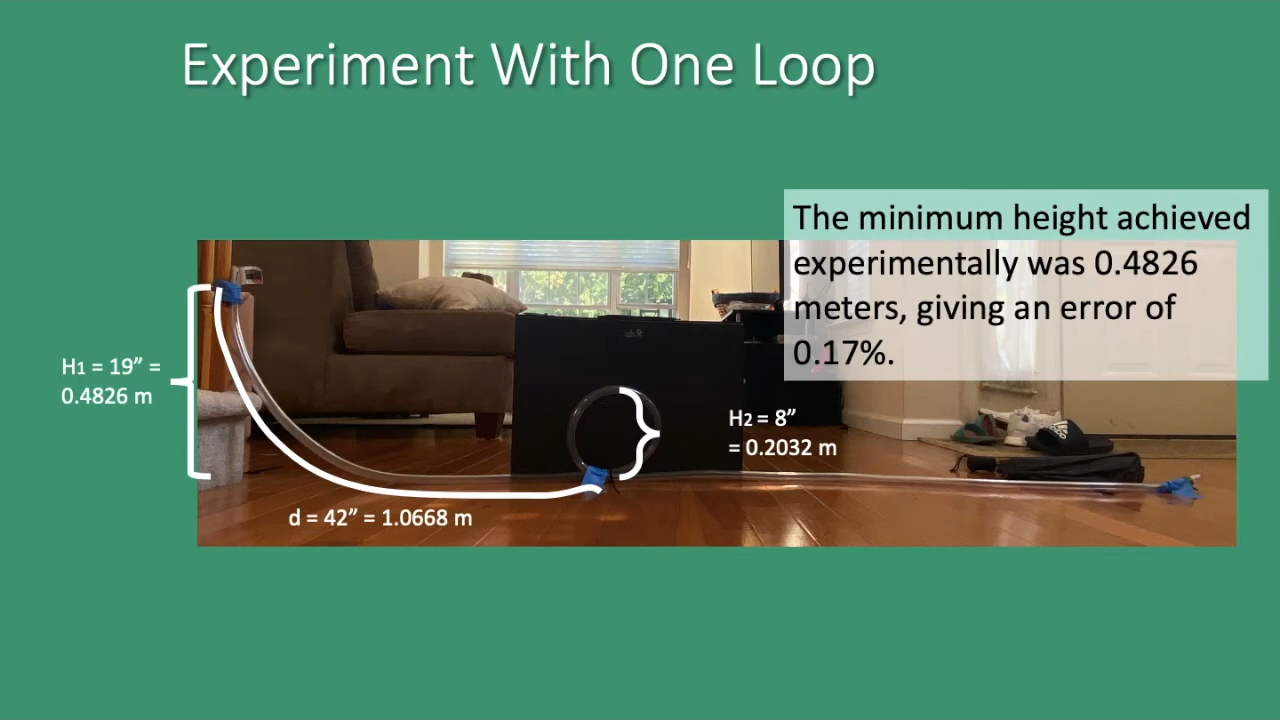 Experiment With One Loop
The minimum height achieved
experimentally was 0.4826
meters, giving an error of
0.17%.
H1 = 19” =
0.4826 m
H2 = 8”
= 0.2032 m
d = 42” = 1.0668 m